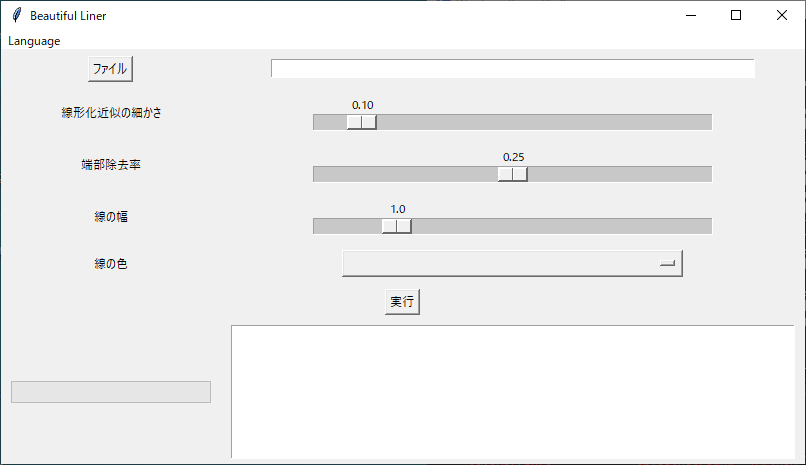 Beautiful Liner
Language
ファイル
0.10
線形化近似の細かさ
0.25
端部除去率
1.0
線の幅
線の色
実行